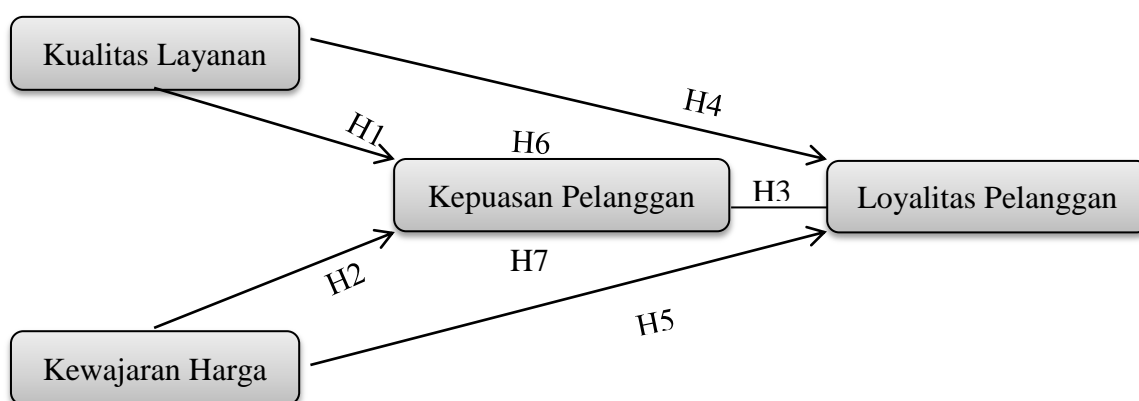 Kualitas Layanan
H4
H1
H6
Kepuasan Pelanggan
H3
Loyalitas Pelanggan
H7
H2
H5
Kewajaran Harga